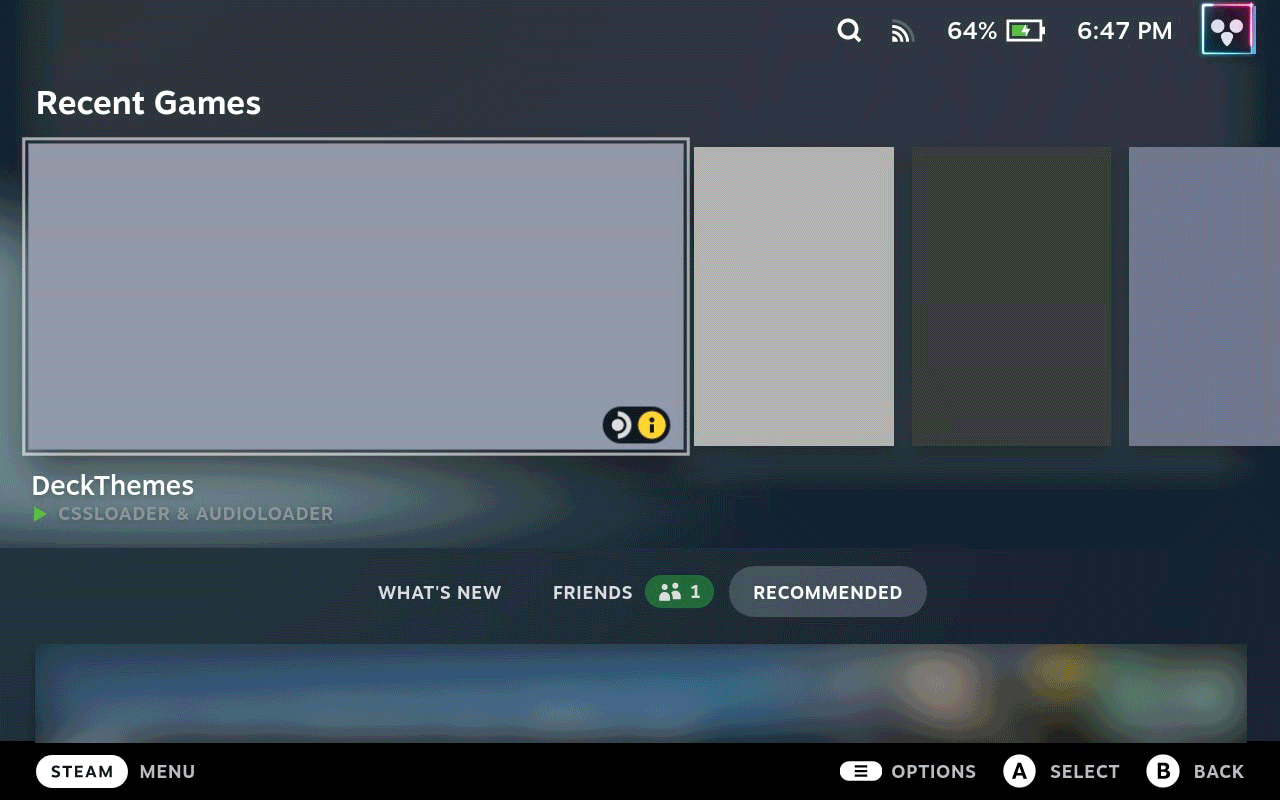 64% 6:47 PM
Recent Games
DeckThemes
CSSLOADER & AUDIOLOADER
WHAT'S NEW FRIENDS 1 RECOMMENDED
STEAM MENU OPTIONS A SELECT B BACK